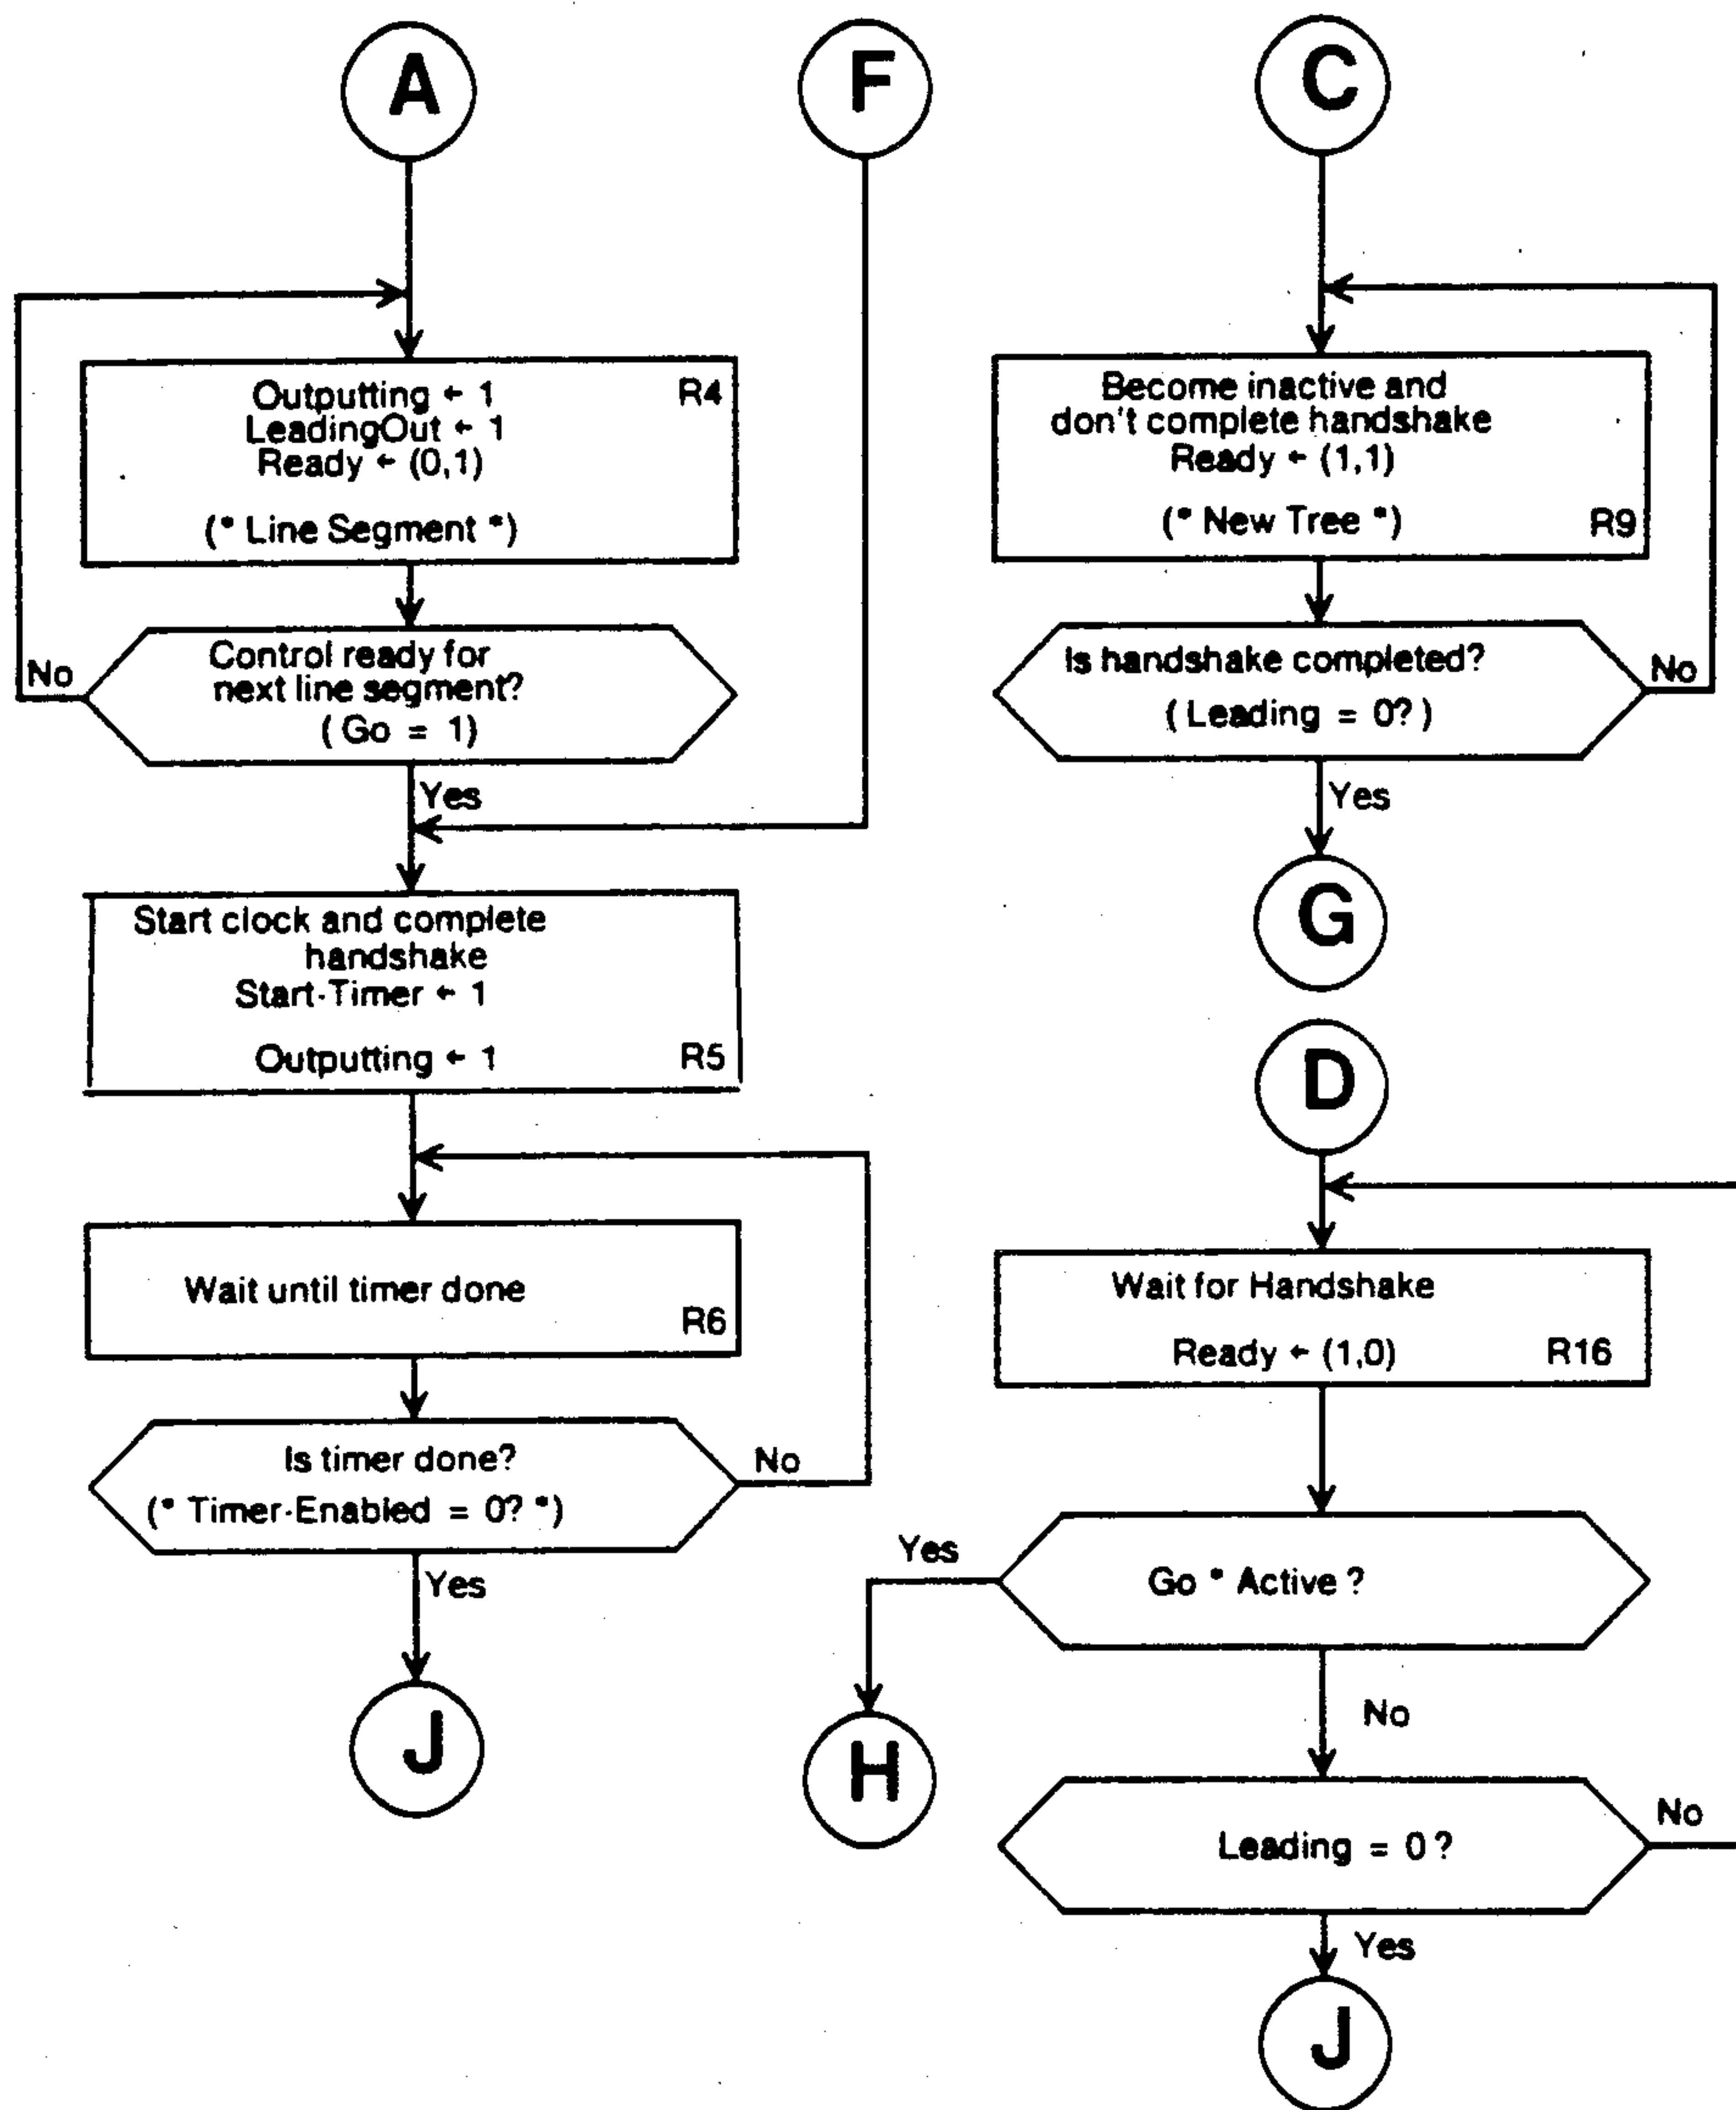 A
F
C
Outputting ← 1
R4
LeadingOut ← 1
Ready ← (0,1)
(* Line Segment *)
No
Control ready for
next line segment?
( Go = 1)
Yes
Start clock and complete
handshake
Start-Timer ← 1
Outputting ← 1
R5
Wait until timer done
R6
Is timer done?
(* Timer-Enabled = 0? *)
No
Yes
J
Become inactive and
don't complete handshake
Ready ← (1,1)
(* New Tree *)
R9
Is handshake completed?
( Leading = 0? )
No
Yes
G
D
Wait for Handshake
Ready ← (1,0)
R16
Go * Active ?
Yes
H
No
Leading = 0 ?
No
Yes
J